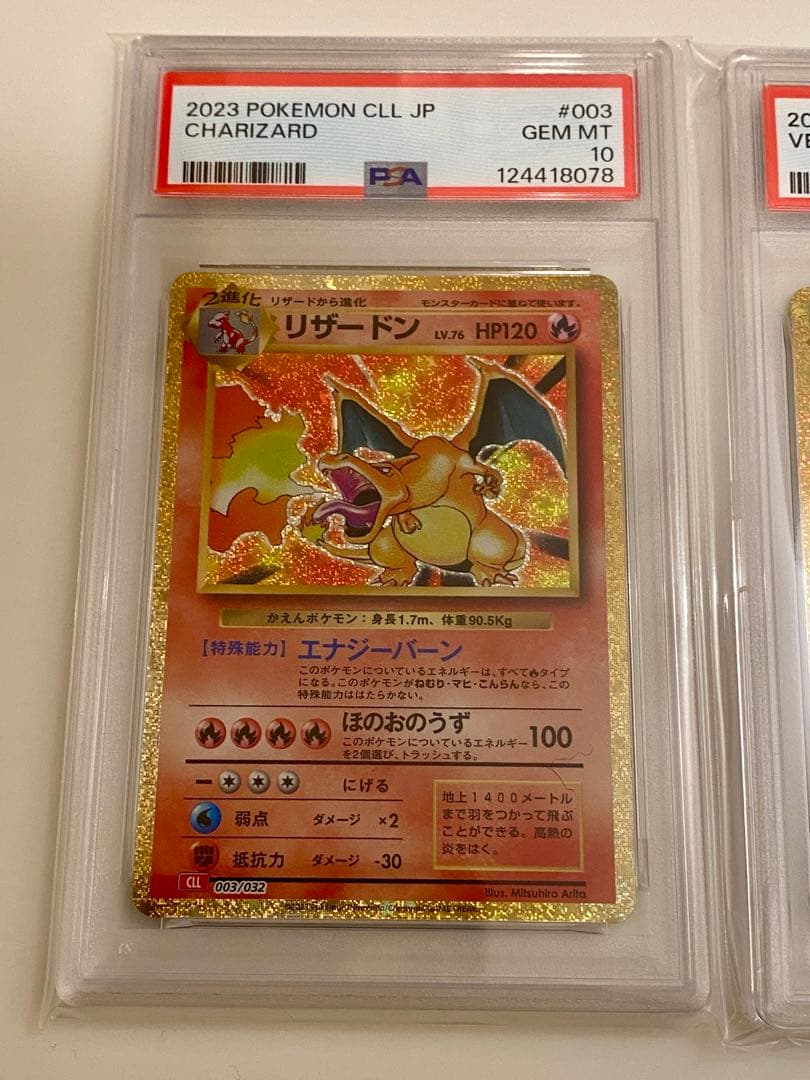 2023 POKEMON CLL JP #003
CHARIZARD GEM MT
10
PSA 124418078
20
VE
2進化 リザードから進化 モンスターカードに重ねて使います。
リザードン LV.76 HP120
かえんポケモン：身長1.7m、体重90.5Kg
【特殊能力】エナジーバーン
このポケモンについているエネルギーは、すべてタイプ
になる。このポケモンがねむり・マヒ・こんらんなら、この
特殊能力ははたらかない。
ほのおのうず 100
このポケモンについているエネルギー
を2個選び、トラッシュする。
ー にげる
弱点 ダメージ ×2
抵抗力 ダメージ -30
地上1400メートル
まで羽をつかって飛ぶ
ことができる。高熱の
炎をはく。
CLL 003/032
Illus. Mitsuhiro Arita